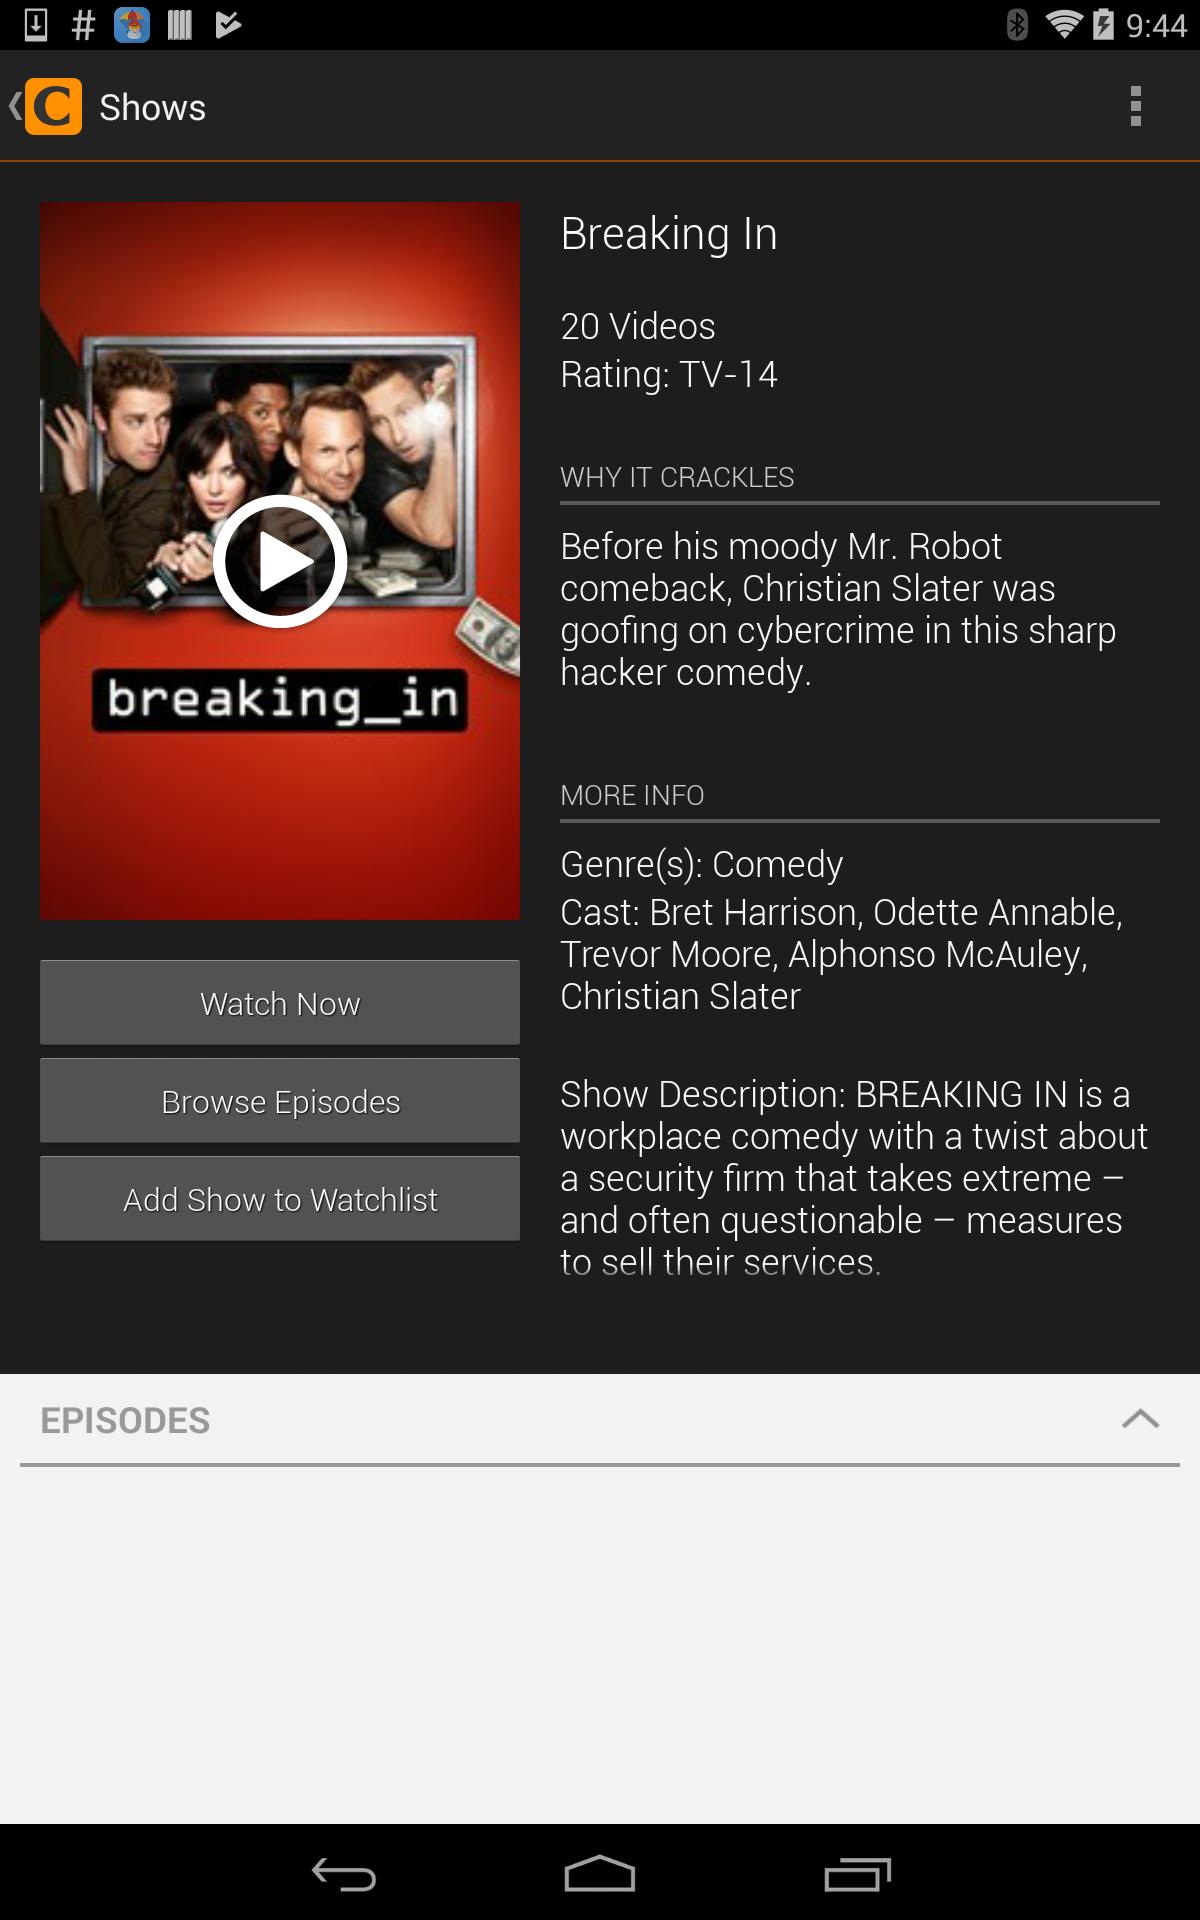 9:44
C Shows
breaking_in
Watch Now
Browse Episodes
Add Show to Watchlist
Breaking In
20 Videos
Rating: TV-14
WHY IT CRACKLES
Before his moody Mr. Robot
comeback, Christian Slater was
goofing on cybercrime in this sharp
hacker comedy.
MORE INFO
Genre(s): Comedy
Cast: Bret Harrison, Odette Annable,
Trevor Moore, Alphonso McAuley,
Christian Slater
Show Description: BREAKING IN is a
workplace comedy with a twist about
a security firm that takes extreme –
and often questionable – measures
to sell their services.
EPISODES